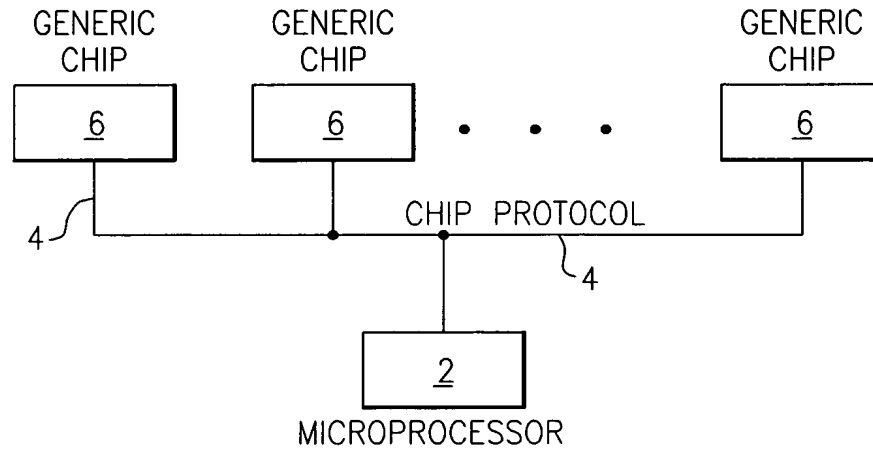 GENERIC
CHIP
GENERIC
CHIP
GENERIC
CHIP
6
6
6
4
CHIP PROTOCOL
4
2
MICROPROCESSOR